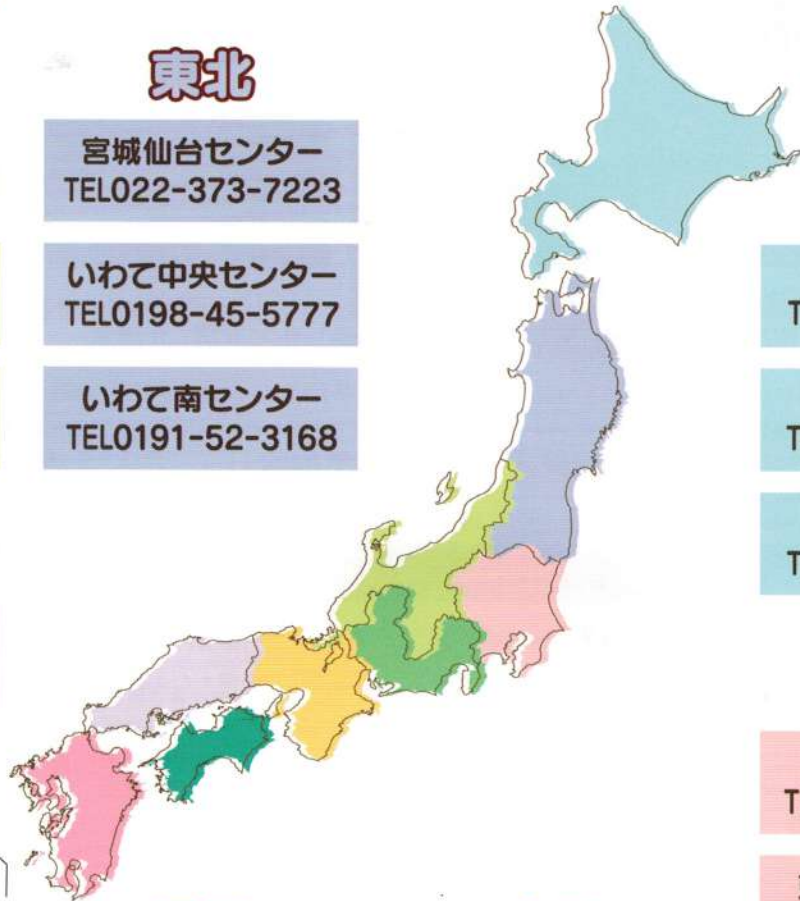 東北
宮城仙台センター
TEL022-373-7223
いわて中央センター
TEL0198-45-5777
いわて南センター
TEL0191-52-3168
T
T
T
T